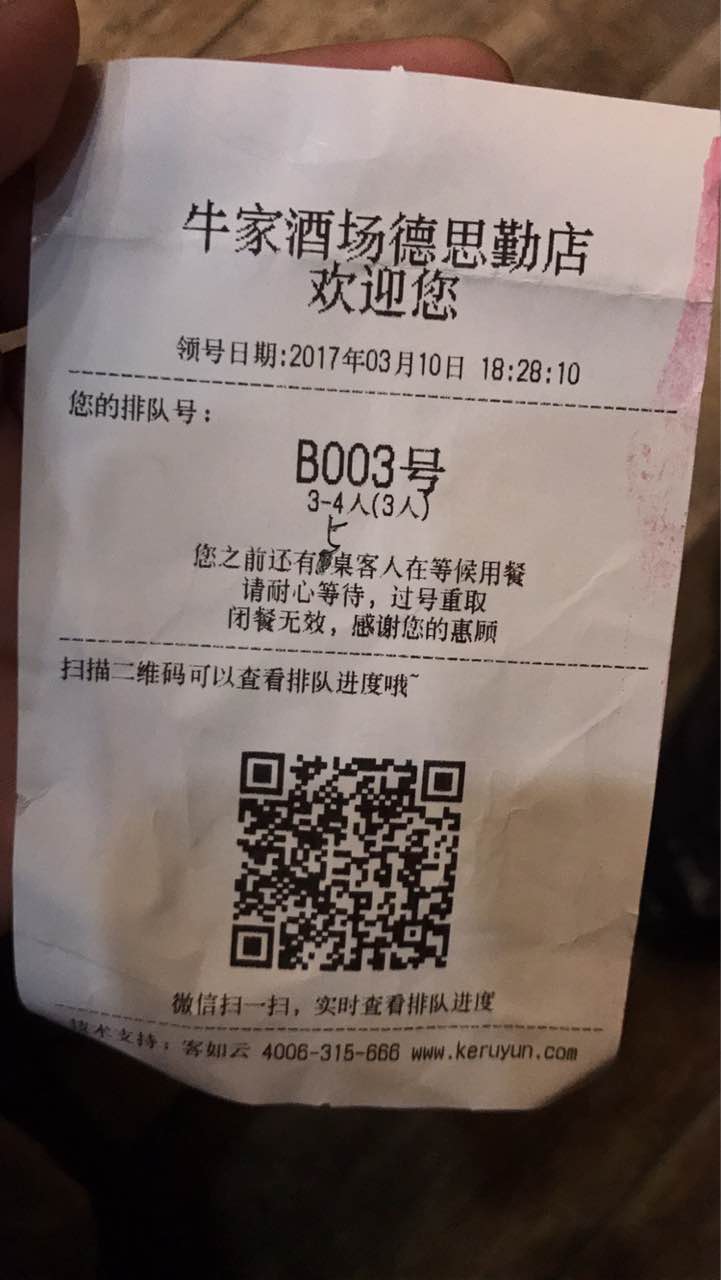 牛家酒场德思勤店
欢迎您
领号日期:2017年03月10日 18:28:10
您的排队号:
B003号
3-4人(3人)
您之前还有桌客人在等候用餐
请耐心等待，过号重取
闭餐无效，感谢您的惠顾
扫描二维码可以查看排队进度哦~
微信扫一扫，实时查看排队进度
技术支持: 客如云 4006-315-666 www.keruyun.com